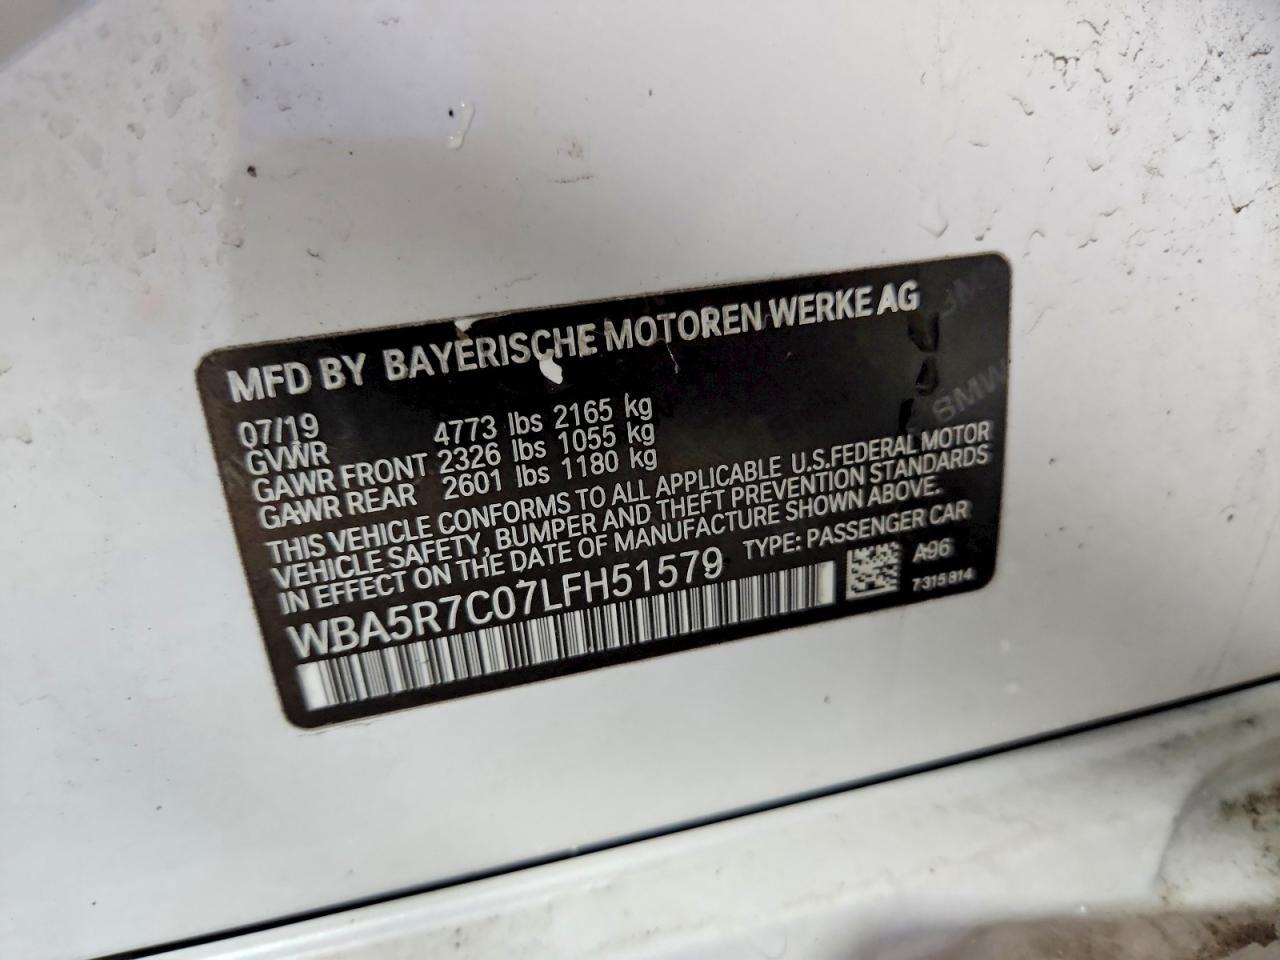 MFD BY BAYERISCHE MOTOREN WERKE AG
07/19
GVWR 4773 lbs 2165 kg
GAWR FRONT 2326 lbs 1055 kg
GAWR REAR 2601 lbs 1180 kg
THIS VEHICLE CONFORMS TO ALL APPLICABLE U.S.FEDERAL MOTOR
VEHICLE SAFETY, BUMPER AND THEFT PREVENTION STANDARDS
IN EFFECT ON THE DATE OF MANUFACTURE SHOWN ABOVE.
WBA5R7C07LFH51579 TYPE: PASSENGER CAR
A96
7315814
BMW